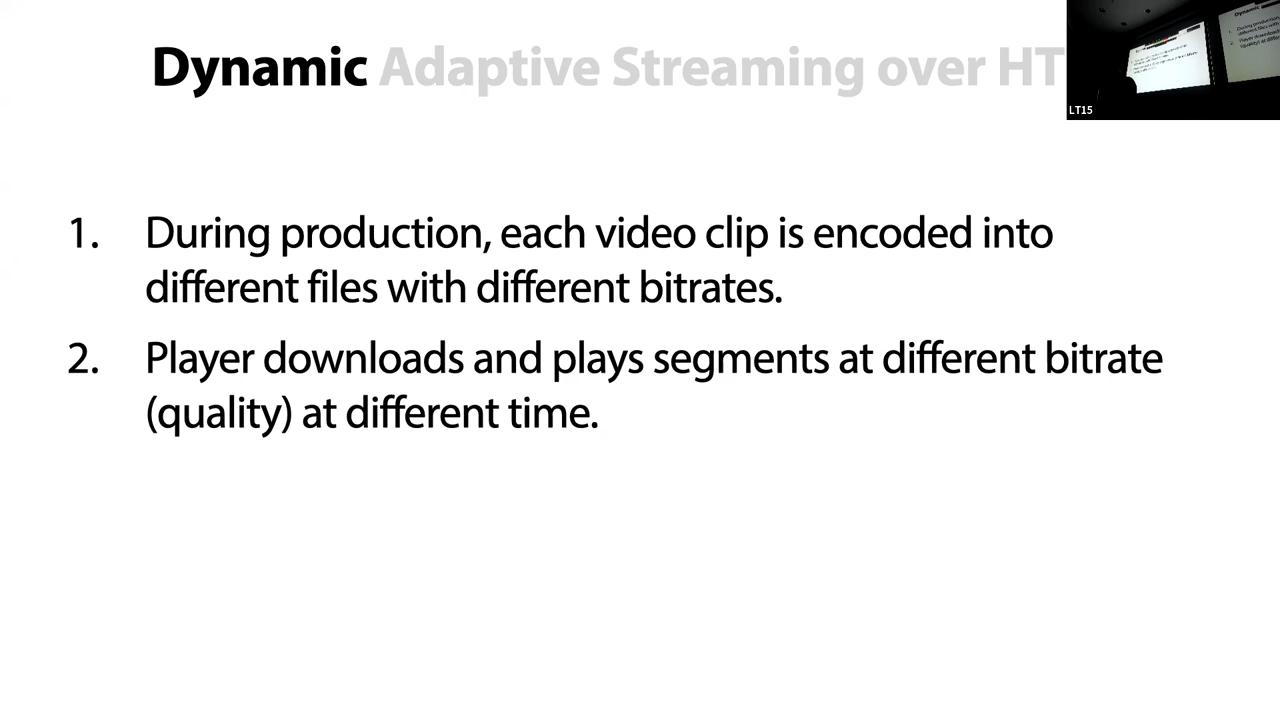 Dynamic Adaptive Streaming over HT
LT15
1. During production, each video clip is encoded into
different files with different bitrates.
2. Player downloads and plays segments at different bitrate
(quality) at different time.